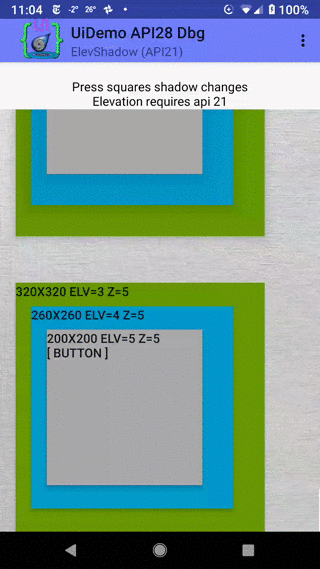 11:04 -2° 26° 100%
UiDemo API28 Dbg
ElevShadow (API21)
Press squares shadow changes
Elevation requires api 21
320X320 ELV=3 Z=5
260X260 ELV=4 Z=5
200X200 ELV=5 Z=5
[ BUTTON ]